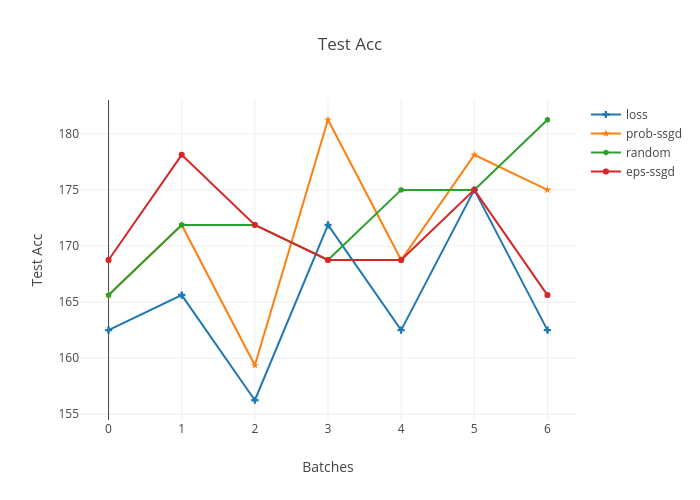 Test Acc
Test Acc
180
175
170
165
160
155
0 1 2 3 4 5 6
Batches
loss
prob-ssgd
random
eps-ssgd